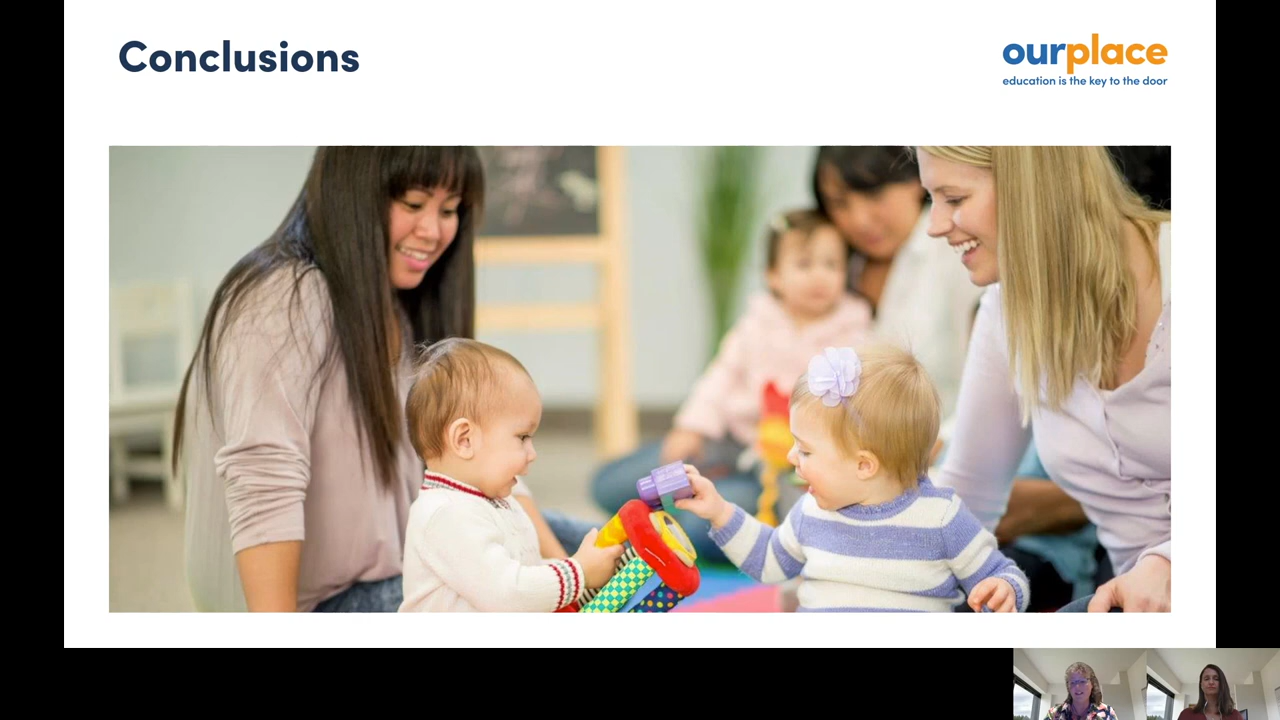 Conclusions
ourplace
education is the key to the door